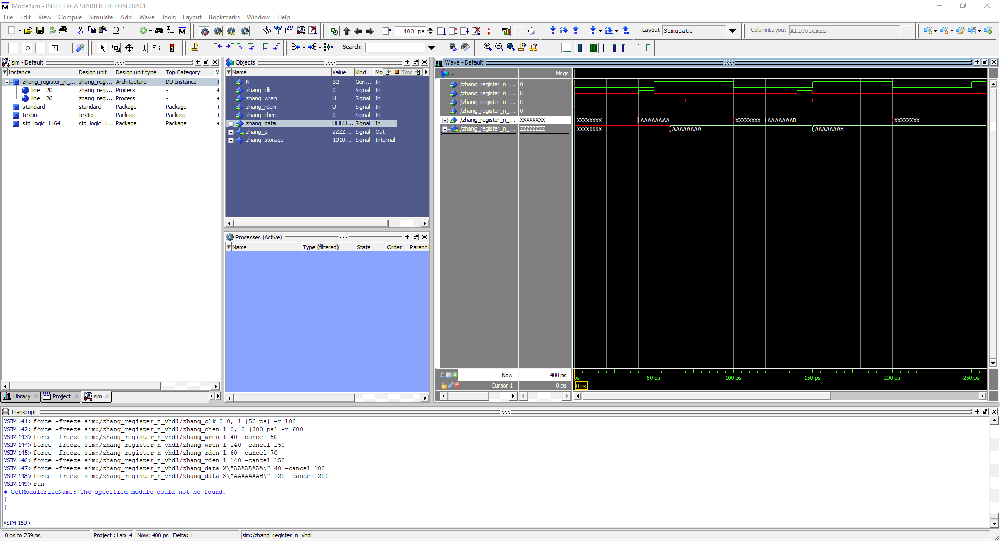 ModelSim - INTEL FPGA STARTER EDITION 2020.1
File Edit View Compile Simulate Add Wave Tools Layout Bookmarks Window Help
400 ps
Layout Simulate
ColumnLayout AllColumns
Search:
sim - Default
Instance Design unit Design unit type Top Category
zhang_register_n_... zhang_regi... Architecture DU Instance
line__20 zhang_regi... Process -
line__26 zhang_regi... Process -
standard standard Package Package
textio textio Package Package
std_logic_1164 std_logic_1... Package Package
Library Project sim
Objects
Name Value Kind Mo Now
N 32 Gen... In
zhang_clk 0 Signal In
zhang_wren U Signal In
zhang_rden U Signal In
zhang_chen 0 Signal In
zhang_data UUUU... Signal In
zhang_q ZZZZ... Signal Out
zhang_storage 1010... Signal Internal
Processes (Active)
Name Type (filtered) State Order Parent
Wave - Default
Msgs
/zhang_register_n_... 0
/zhang_register_n_... U
/zhang_register_n_... U
/zhang_register_n_... 0
/zhang_register_n_... XXXXXXXX XXXXXXXX AAAAAAAA XXXXXXXX AAAAAAAB XXXXXXXX
/zhang_register_n_... ZZZZZZZZ XXXXXXXX AAAAAAAA AAAAAAAB
Now 400 ps ps 50 ps 100 ps 150 ps 200 ps 250 ps
Cursor 1 0 ps 0 ps
Transcript
VSIM 141> force -freeze sim:/zhang_register_n_vhdl/zhang_clk 0 0, 1 {50 ps} -r 100
VSIM 142> force -freeze sim:/zhang_register_n_vhdl/zhang_chen 1 0, 0 {300 ps} -r 600
VSIM 143> force -freeze sim:/zhang_register_n_vhdl/zhang_wren 1 40 -cancel 50
VSIM 144> force -freeze sim:/zhang_register_n_vhdl/zhang_wren 1 140 -cancel 150
VSIM 145> force -freeze sim:/zhang_register_n_vhdl/zhang_rden 1 60 -cancel 70
VSIM 146> force -freeze sim:/zhang_register_n_vhdl/zhang_rden 1 140 -cancel 150
VSIM 147> force -freeze sim:/zhang_register_n_vhdl/zhang_data X\"AAAAAAAA\" 40 -cancel 100
VSIM 148> force -freeze sim:/zhang_register_n_vhdl/zhang_data X\"AAAAAAAB\" 120 -cancel 200
VSIM 149> run
# GetModuleFileName: The specified module could not be found.
#
#
VSIM 150>
0 ps to 259 ps Project : Lab_4 Now: 400 ps Delta: 1 sim:/zhang_register_n_vhdl